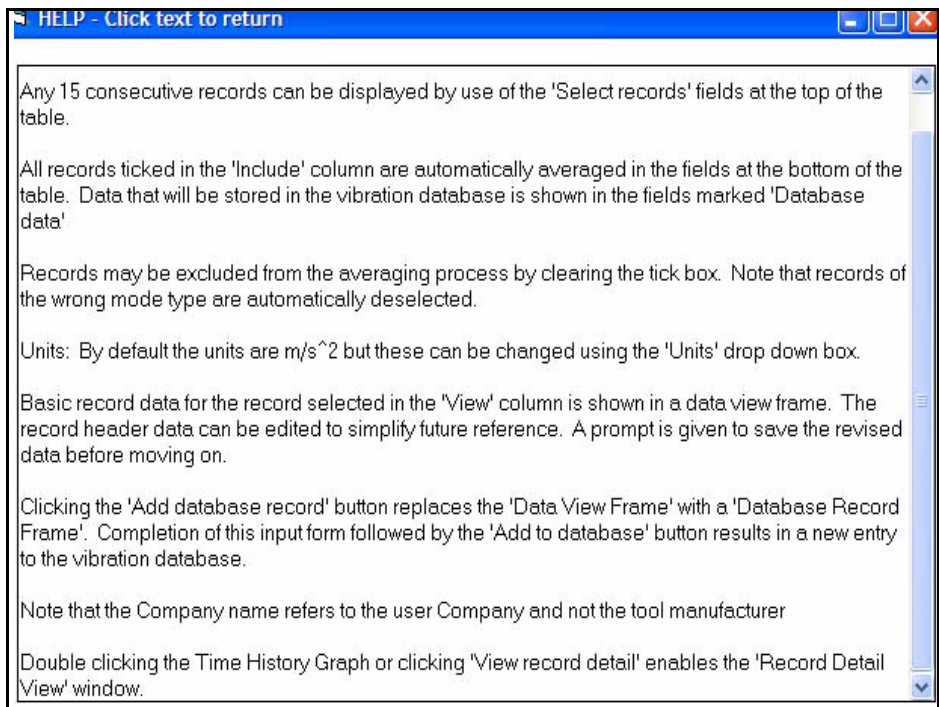 HELP - Click text to return
Any 15 consecutive records can be displayed by use of the 'Select records' fields at the top of the
table.
All records ticked in the 'Include' column are automatically averaged in the fields at the bottom of the
table.  Data that will be stored in the vibration database is shown in the fields marked 'Database
data'
Records may be excluded from the averaging process by clearing the tick box.  Note that records of
the wrong mode type are automatically deselected.
Units:  By default the units are m/s^2 but these can be changed using the 'Units' drop down box.
Basic record data for the record selected in the 'View' column is shown in a data view frame.  The
record header data can be edited to simplify future reference.  A prompt is given to save the revised
data before moving on.
Clicking the 'Add database record' button replaces the 'Data View Frame' with a 'Database Record
Frame'.  Completion of this input form followed by the 'Add to database' button results in a new entry
to the vibration database.
Note that the Company name refers to the user Company and not the tool manufacturer
Double clicking the Time History Graph or clicking 'View record detail' enables the 'Record Detail
View' window.